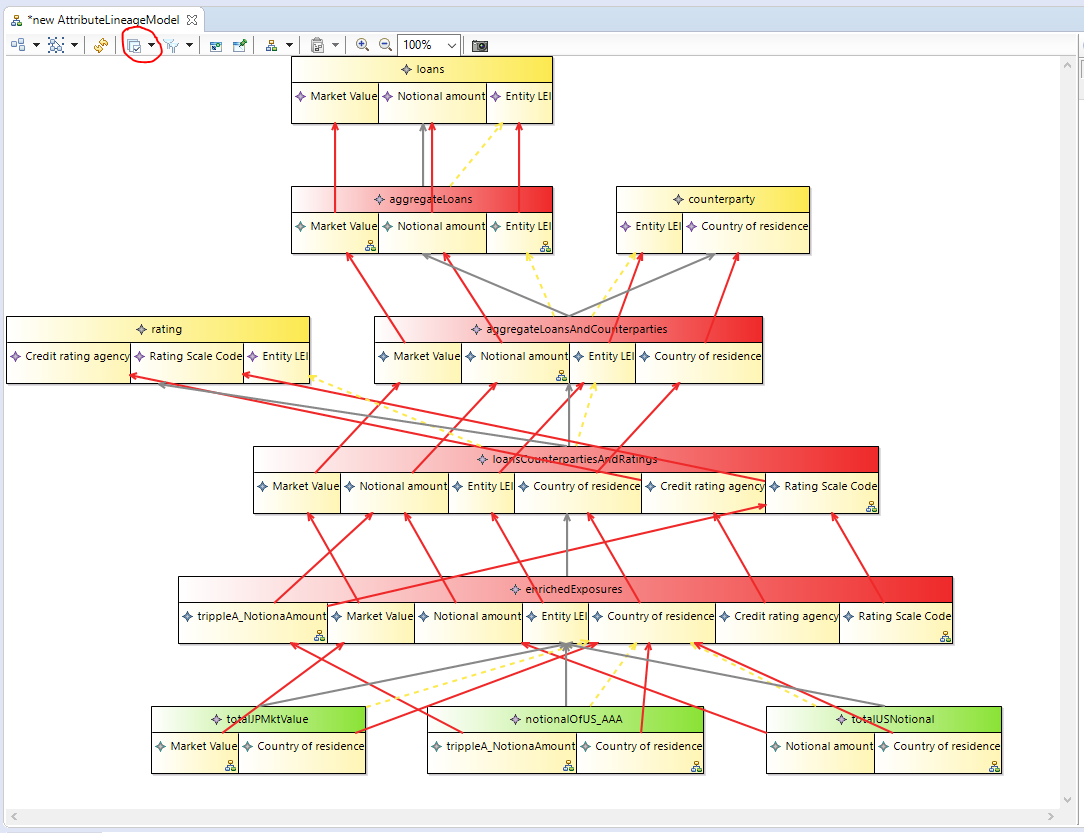 *new AttributeLineageModel
100%
loans
Market Value Notional amount Entity LEI
aggregateLoans
Market Value Notional amount Entity LEI
counterparty
Entity LEI Country of residence
rating
Credit rating agency Rating Scale Code Entity LEI
aggregateLoansAndCounterparties
Market Value Notional amount Entity LEI Country of residence
loansCounterpartiesAndRatings
Market Value Notional amount Entity LEI Country of residence Credit rating agency Rating Scale Code
enrichedExposures
trippleA_NotionaAmount Market Value Notional amount Entity LEI Country of residence Credit rating agency Rating Scale Code
totalJPMktValue
Market Value Country of residence
notionalOfUS_AAA
trippleA_NotionaAmount Country of residence
totalUSNotional
Notional amount Country of residence